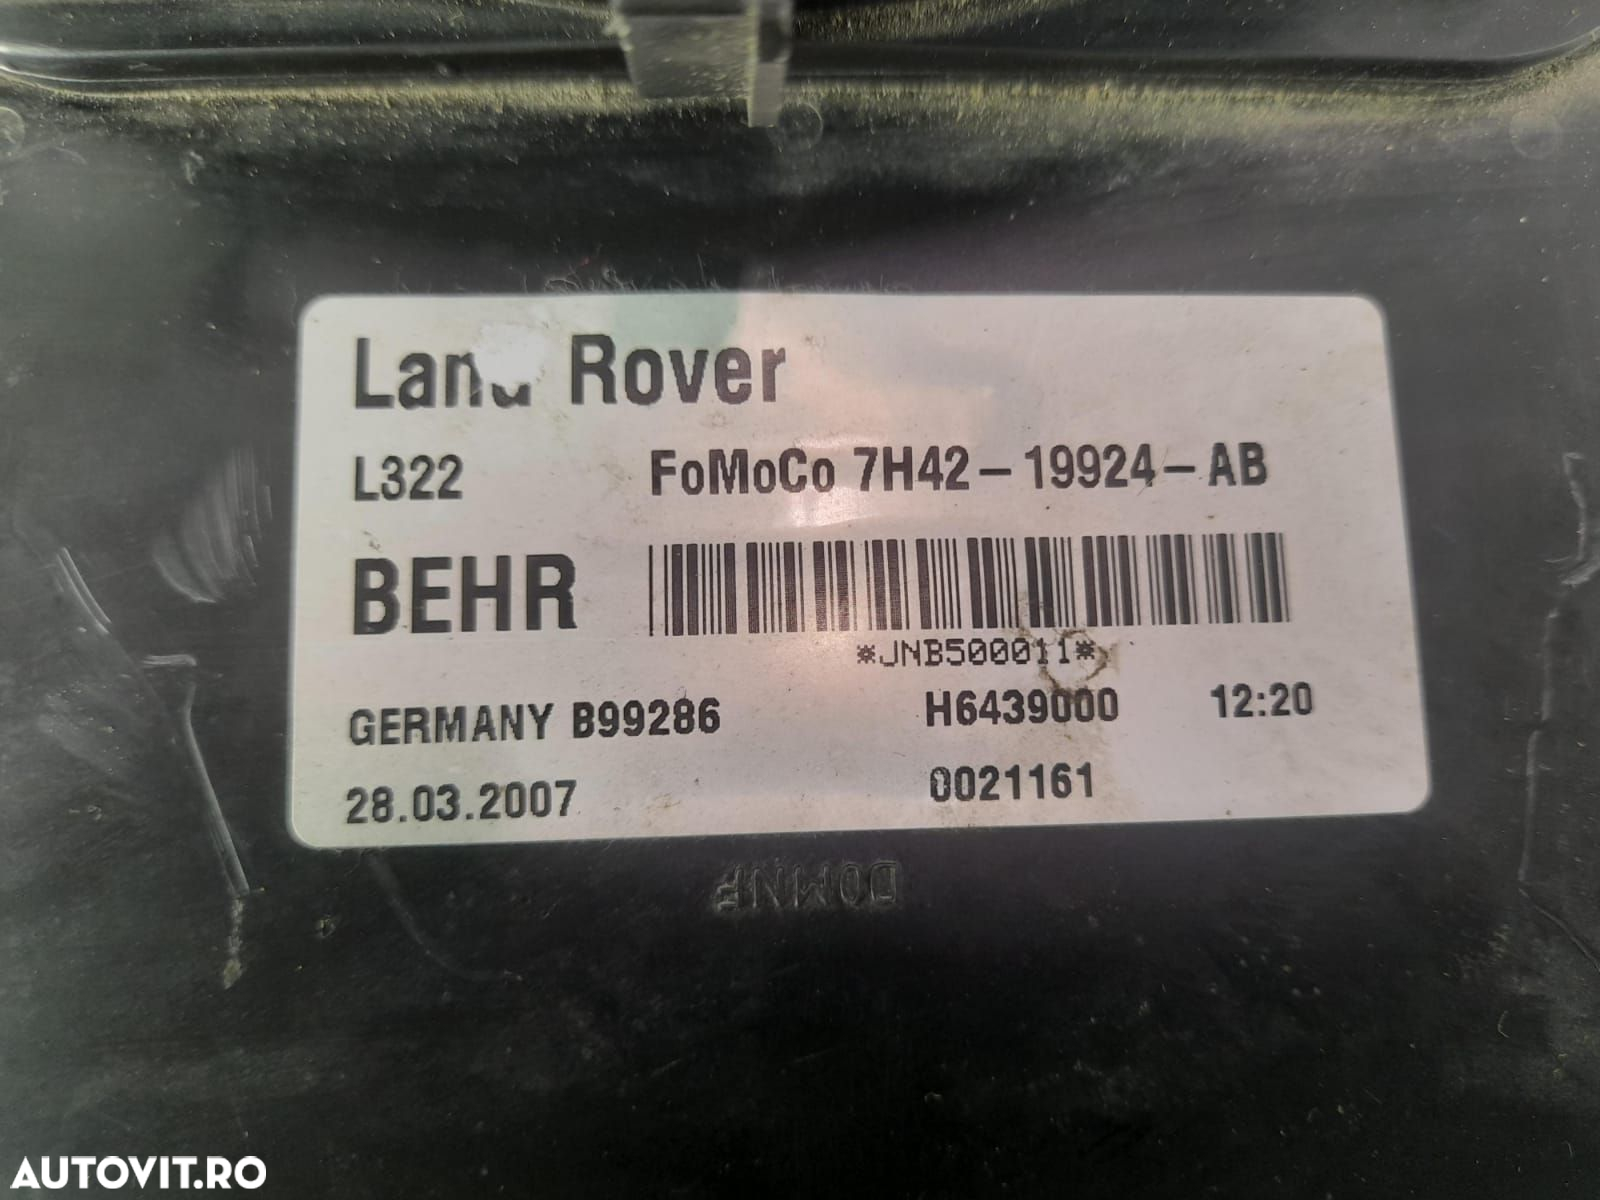 Land Rover
L322 FoMoCo 7H42-19924-AB
BEHR
*JNB500011*
GERMANY B99286 H6439000 12:20
28.03.2007 0021161
DOMNF
AUTOVIT.RO